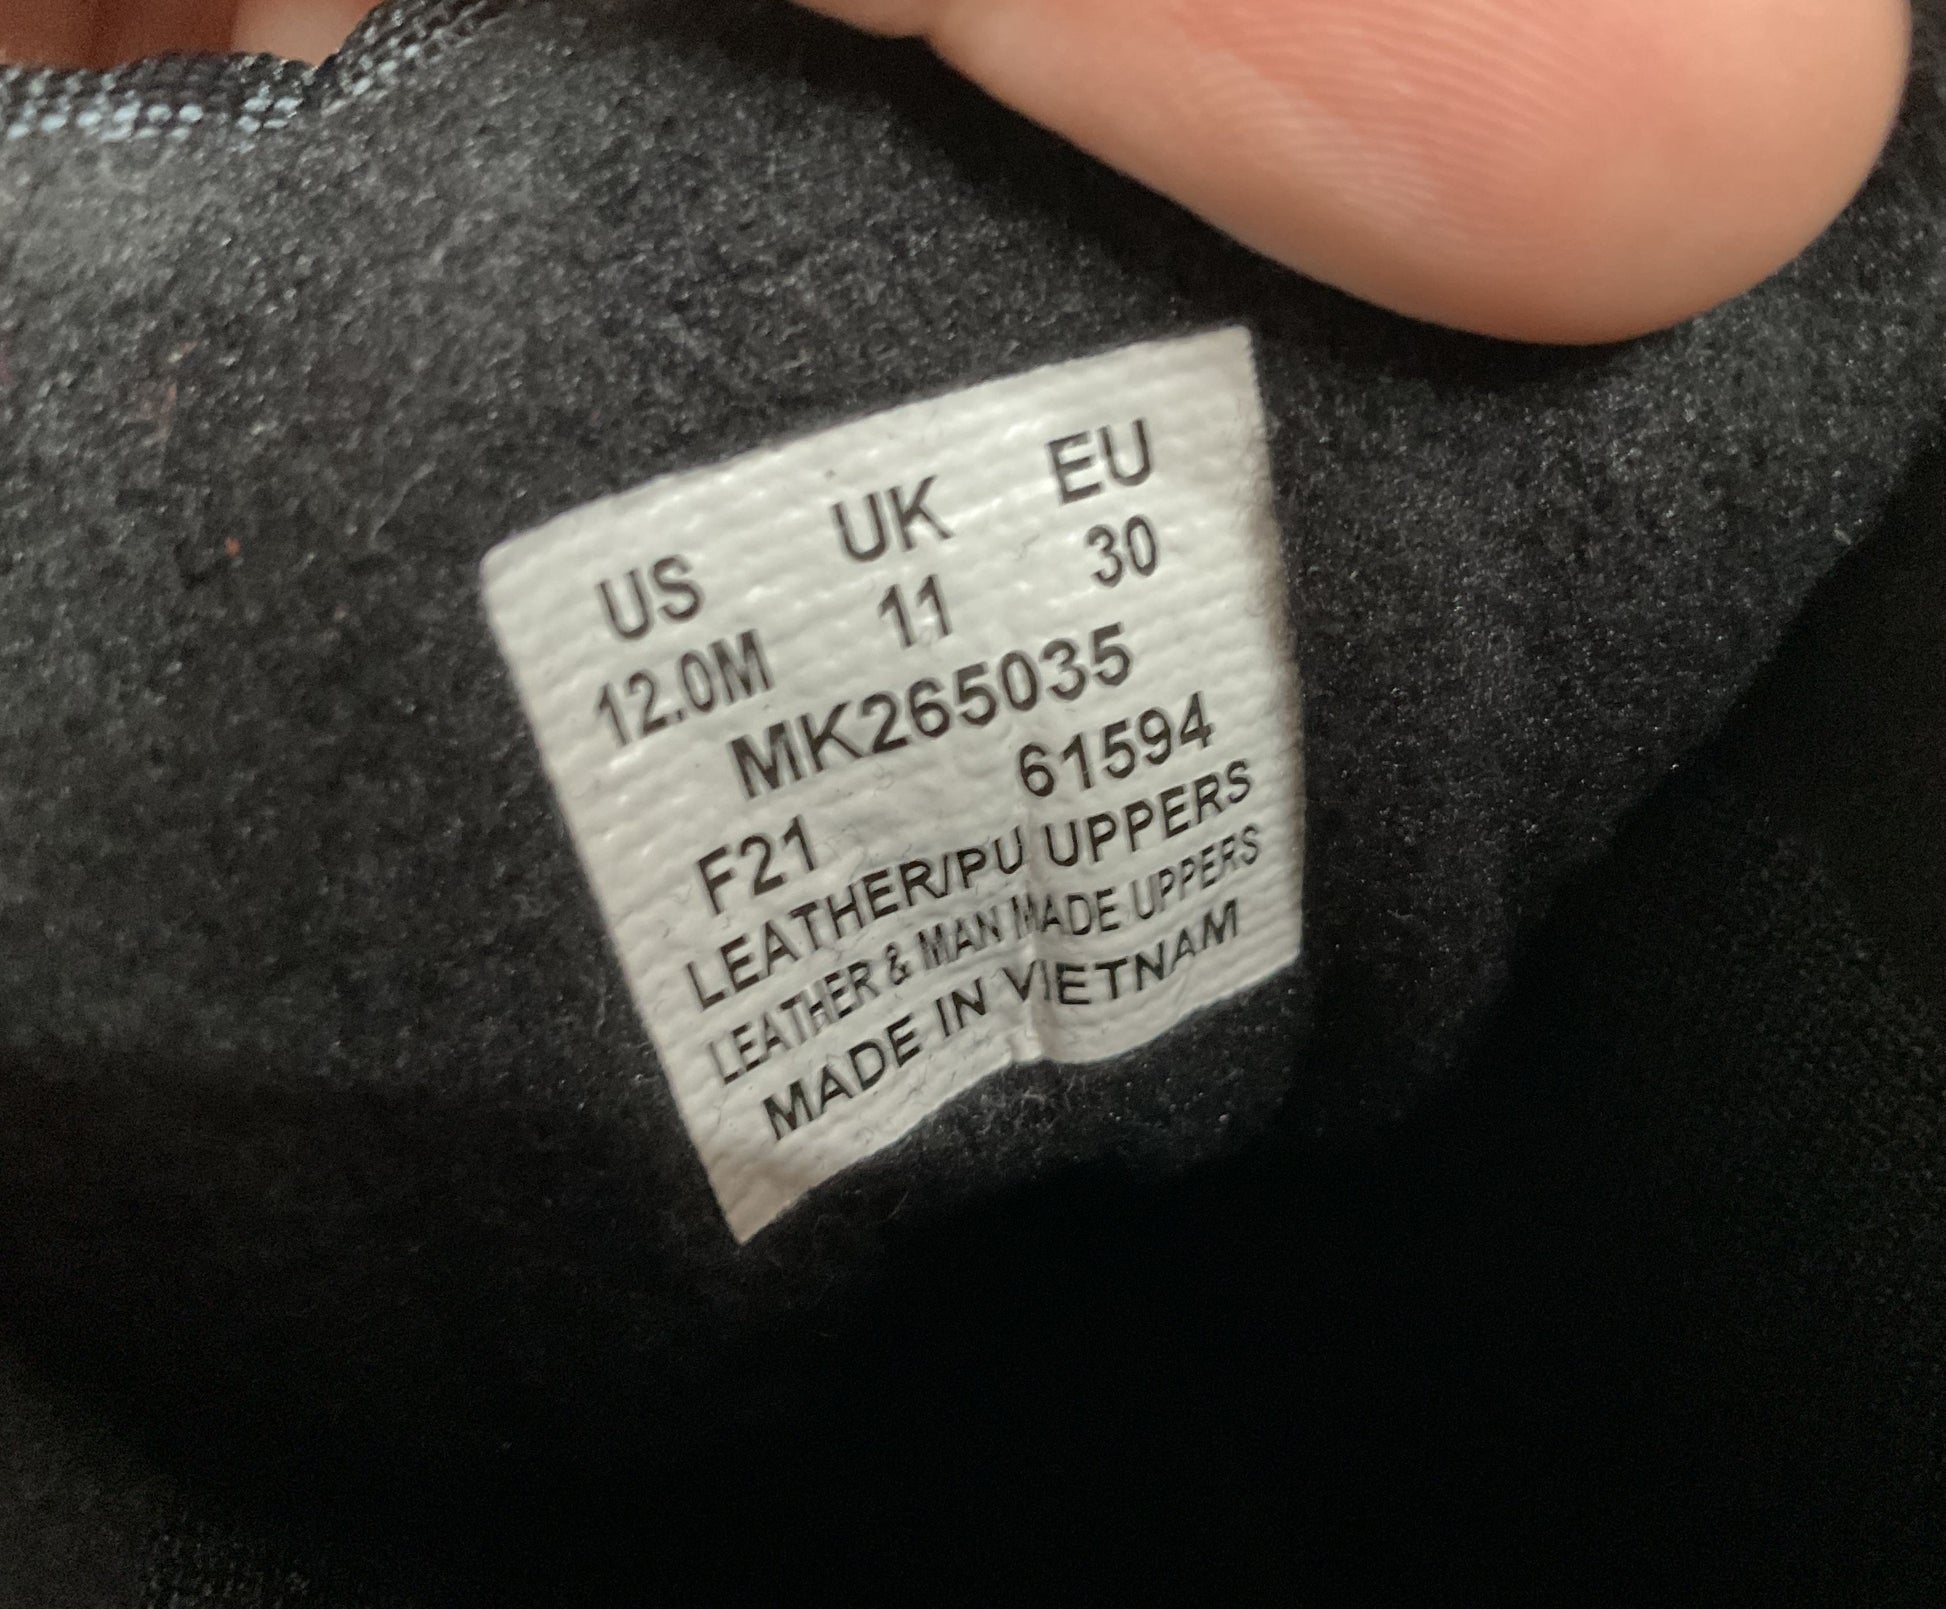 US UK EU
12.0M 11 30
MK265035
F21 61594
LEATHER/PU UPPERS
LEATHER & MAN MADE UPPERS
MADE IN VIETNAM